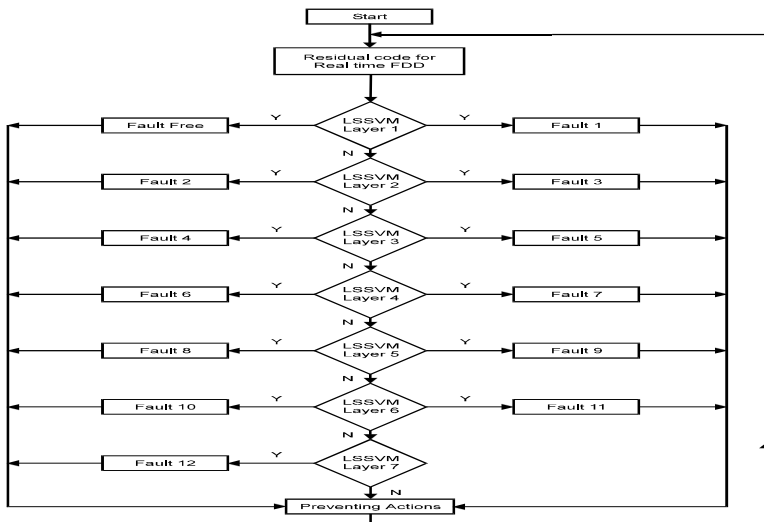 Start
Residual code for
Real time FDD
LSSVM
Layer 1
Y
Y
Fault Free
Fault 1
N
LSSVM
Layer 2
Y
Y
Fault 2
Fault 3
N
LSSVM
Layer 3
Y
Y
Fault 4
Fault 5
N
LSSVM
Layer 4
Y
Y
Fault 6
Fault 7
N
LSSVM
Layer 5
Y
Y
Fault 8
Fault 9
N
LSSVM
Layer 6
Y
Y
Fault 10
Fault 11
N
LSSVM
Layer 7
Y
Fault 12
N
Preventing Actions